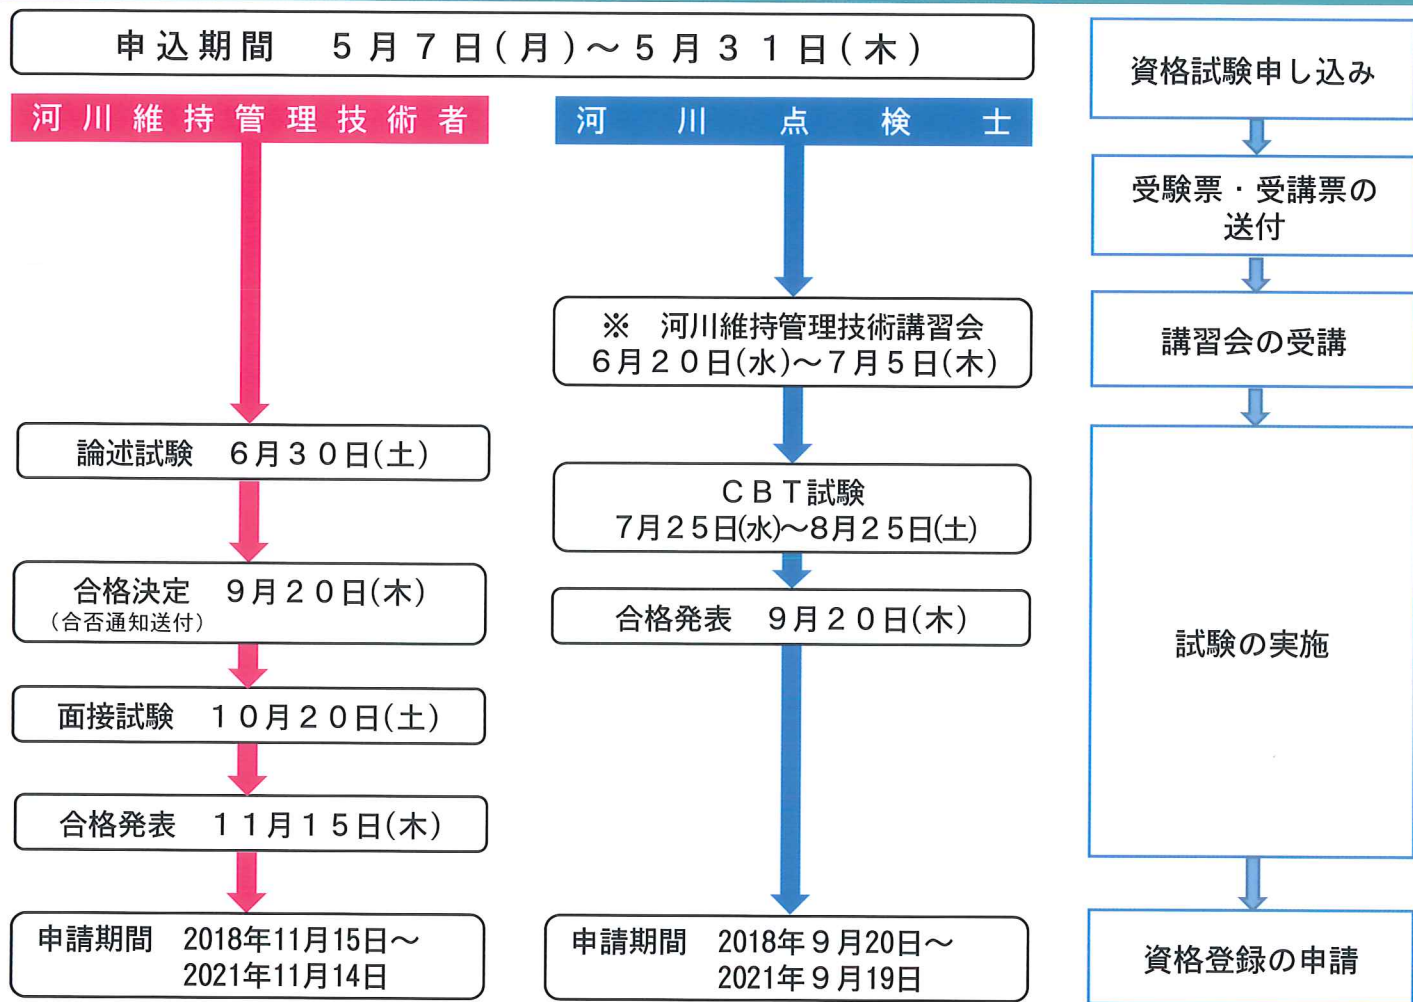 申込期間　５月７日(月)～５月３１日(木)
河川維持管理技術者
論述試験　６月３０日(土)
合格決定　９月２０日(木)
(合否通知送付)
面接試験　１０月２０日(土)
合格発表　１１月１５日(木)
申請期間　2018年11月15日～
2021年11月14日
河川点検士
※　河川維持管理技術講習会
６月２０日(水)～７月５日(木)
ＣＢＴ試験
７月２５日(水)～８月２５日(土)
合格発表　９月２０日(木)
申請期間　2018年９月20日～
2021年９月19日
資格試験申し込み
受験票・受講票の
送付
講習会の受講
試験の実施
資格登録の申請